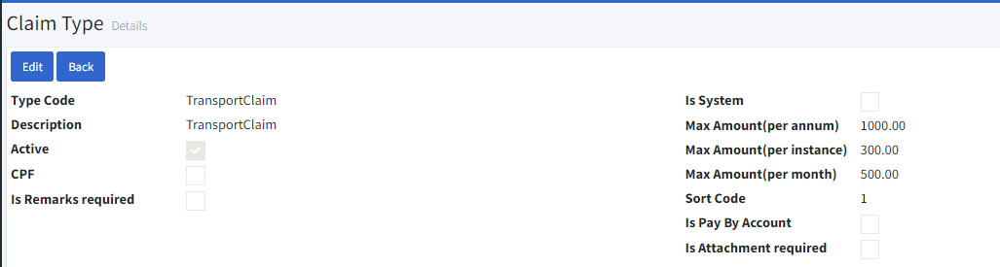 Claim Type Details
Edit Back
Type Code TransportClaim
Description TransportClaim
Active
CPF
Is Remarks required
Is System
Max Amount(per annum) 1000.00
Max Amount(per instance) 300.00
Max Amount(per month) 500.00
Sort Code 1
Is Pay By Account
Is Attachment required